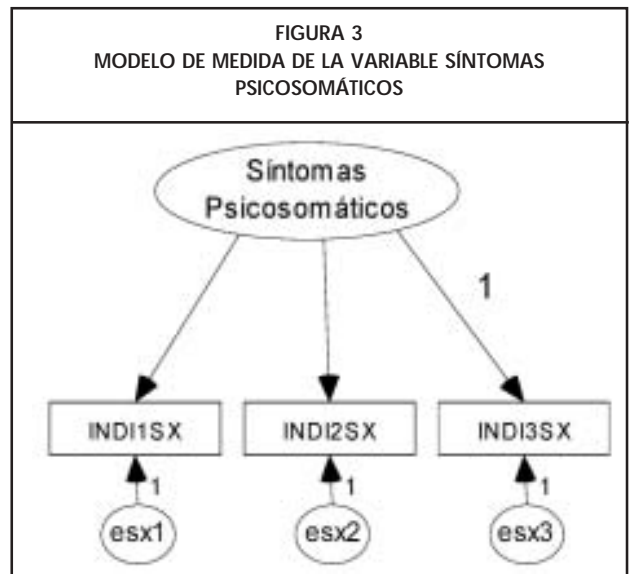 FIGURA 3
MODELO DE MEDIDA DE LA VARIABLE SÍNTOMAS
PSICOSOMÁTICOS
Síntomas
Psicosomáticos
1
INDI1SX INDI2SX INDI3SX
1 1 1
esx1 esx2 esx3